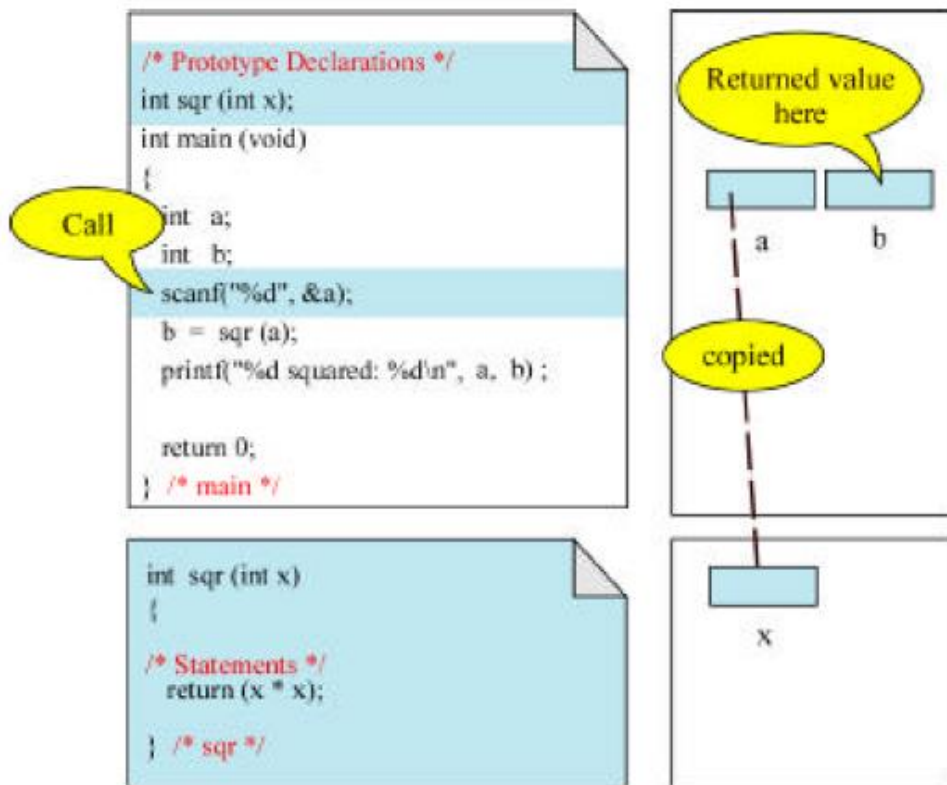 /* Prototype Declarations */
int sqr (int x);
int main (void)
{
int a;
int b;
scanf("%d", &a);
b = sqr (a);
printf("%d squared: %d\n", a, b) ;
return 0;
} /* main */
Call
Returned value
here
a b
copied
int sqr (int x)
{
/* Statements */
return (x * x);
} /* sqr */
x